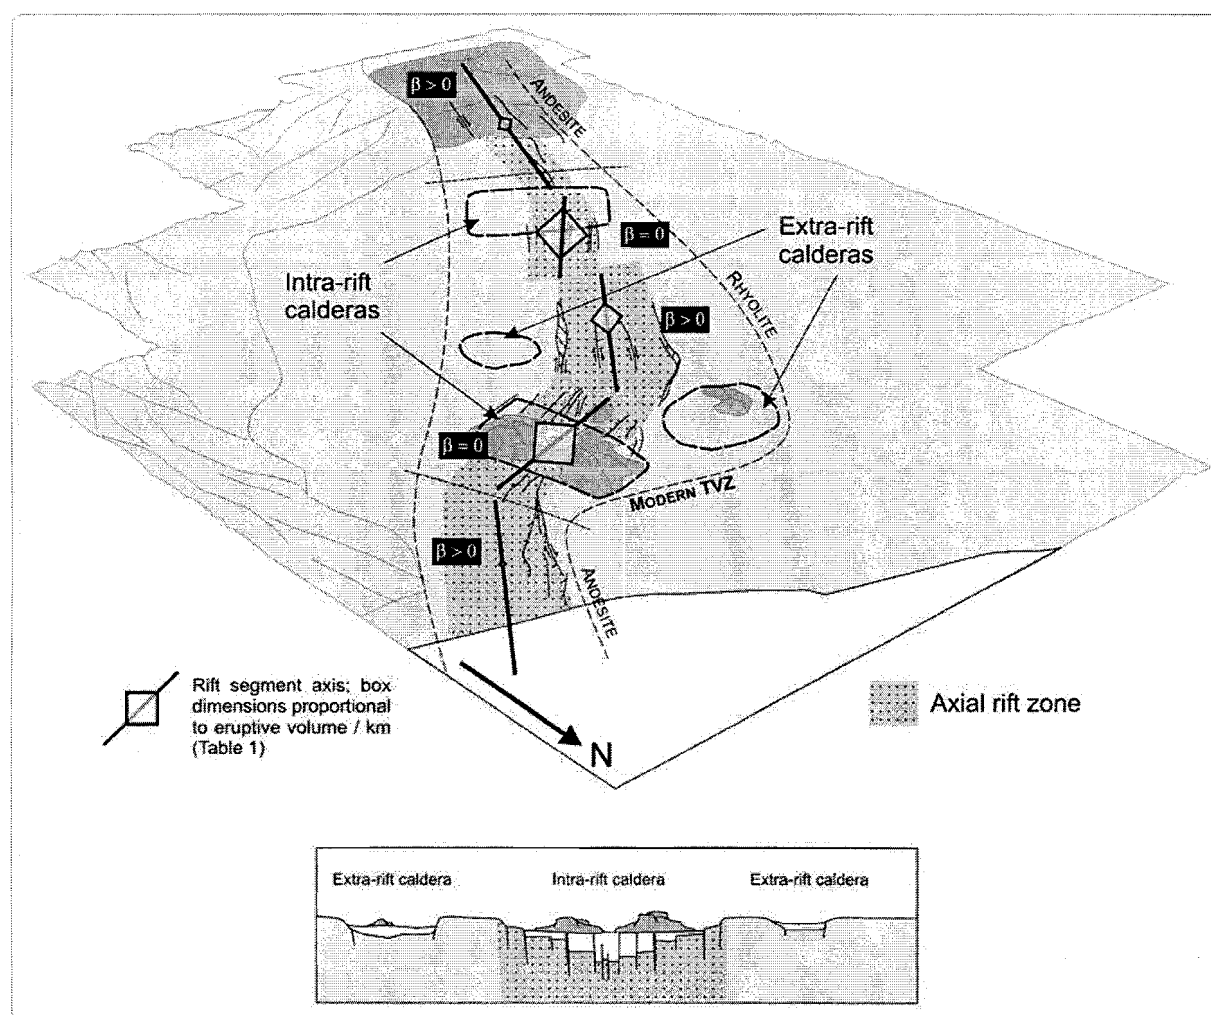 β > 0
ANDESITE
β = 0
Extra-rift
calderas
Intra-rift
calderas
RHYOLITE
β > 0
β = 0
MODERN TVZ
β > 0
ANDESITE
Rift segment axis; box
dimensions proportional
to eruptive volume / km
(Table 1)
N
Axial rift zone
Extra-rift caldera
Intra-rift caldera
Extra-rift caldera